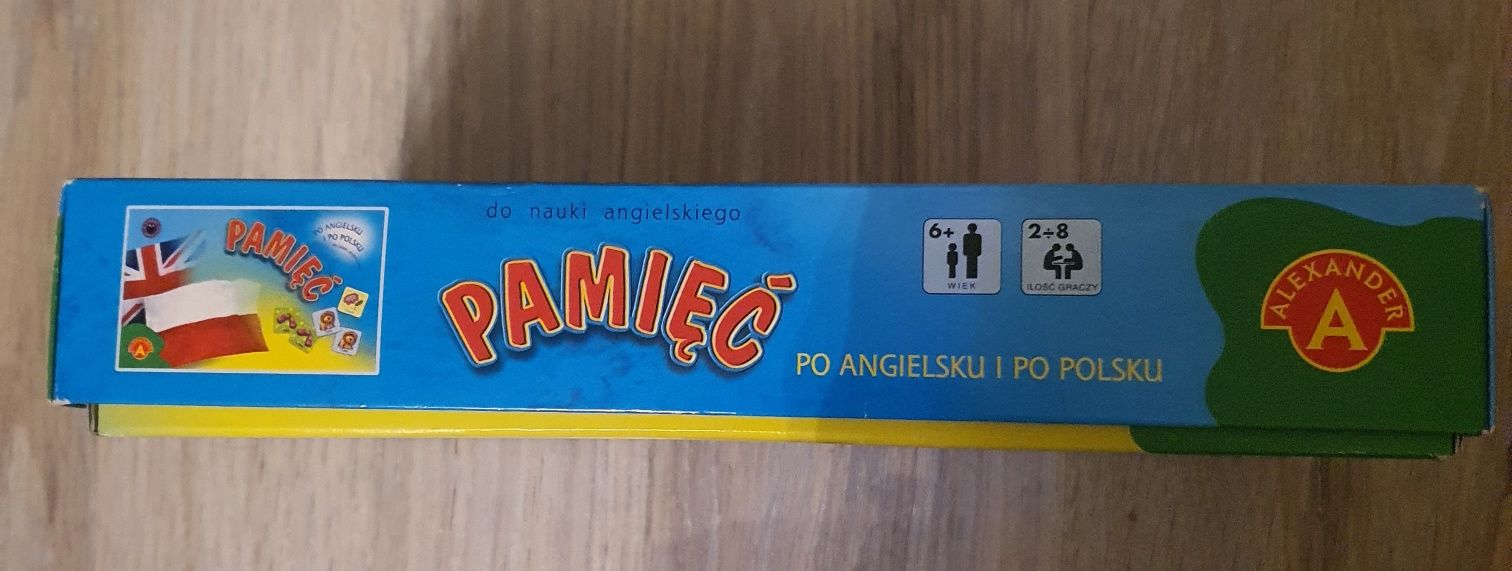 PO ANGIELSKU
I PO POLSKU
PAMIĘĆ
A
do nauki angielskiego
PAMIĘĆ
PO ANGIELSKU I PO POLSKU
6+
WIEK
2÷8
ILOŚĆ GRACZY
ALEXANDER
A